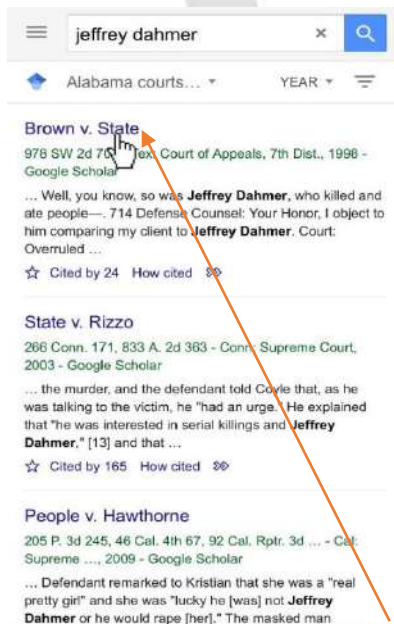 jeffrey dahmer ×
Alabama courts... YEAR
Brown v. State
978 SW 2d Tex: Court of Appeals, 7th Dist., 1998 -
Google Scholar
... Well, you know, so was Jeffrey Dahmer, who killed and
ate people—. 714 Defense Counsel: Your Honor, I object to
him comparing my client to Jeffrey Dahmer. Court:
Overruled ...
Cited by 24 How cited
State v. Rizzo
266 Conn. 171, 833 A. 2d 363 - Conn: Supreme Court,
2003 - Google Scholar
... the murder, and the defendant told Coyle that, as he
was talking to the victim, he "had an urge." He explained
that "he was interested in serial killings and Jeffrey
Dahmer," [13] and that ...
Cited by 165 How cited
People v. Hawthorne
205 P. 3d 245, 46 Cal. 4th 67, 92 Cal. Rptr. 3d ... - Cal:
Supreme ..., 2009 - Google Scholar
... Defendant remarked to Kristian that she was a "real
pretty girl" and she was "lucky he [was] not Jeffrey
Dahmer or he would rape [her]." The masked man